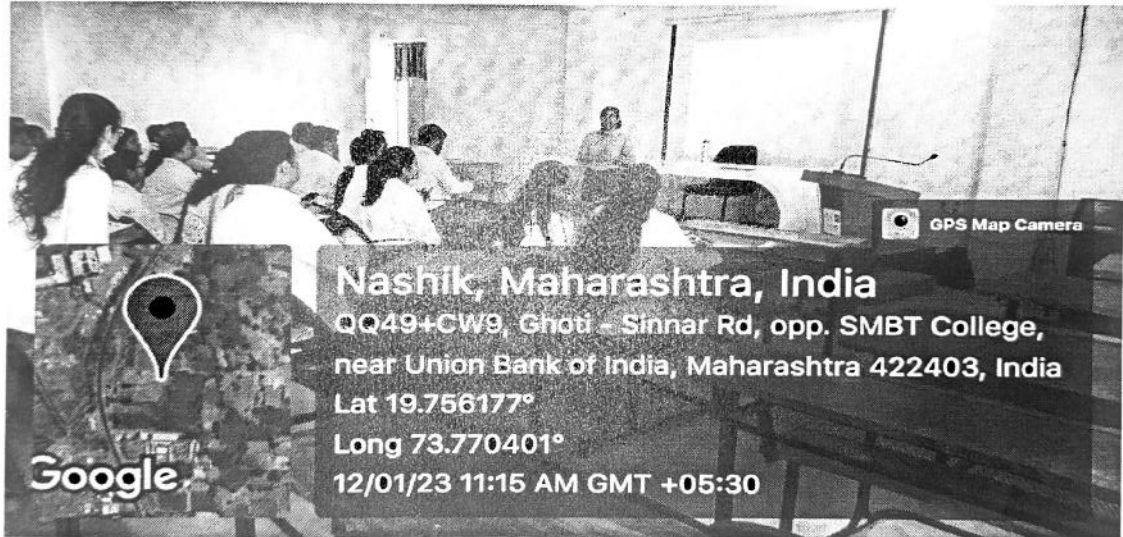 GPS Map Camera
Nashik, Maharashtra, India
QQ49+CW9, Ghoti - Sinnar Rd, opp. SMBT College,
near Union Bank of India, Maharashtra 422403, India
Lat 19.756177°
Long 73.770401°
12/01/23 11:15 AM GMT +05:30
Google